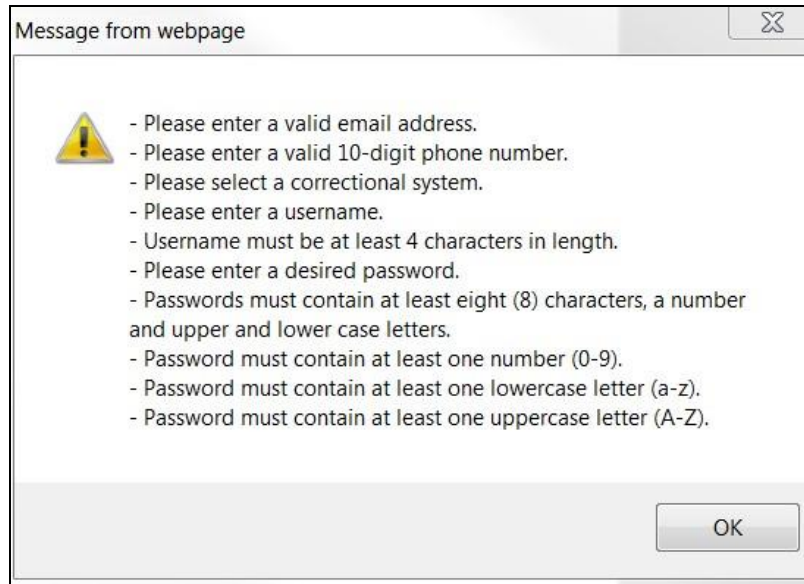 Message from webpage
- Please enter a valid email address.
- Please enter a valid 10-digit phone number.
- Please select a correctional system.
- Please enter a username.
- Username must be at least 4 characters in length.
- Please enter a desired password.
- Passwords must contain at least eight (8) characters, a number
and upper and lower case letters.
- Password must contain at least one number (0-9).
- Password must contain at least one lowercase letter (a-z).
- Password must contain at least one uppercase letter (A-Z).
OK